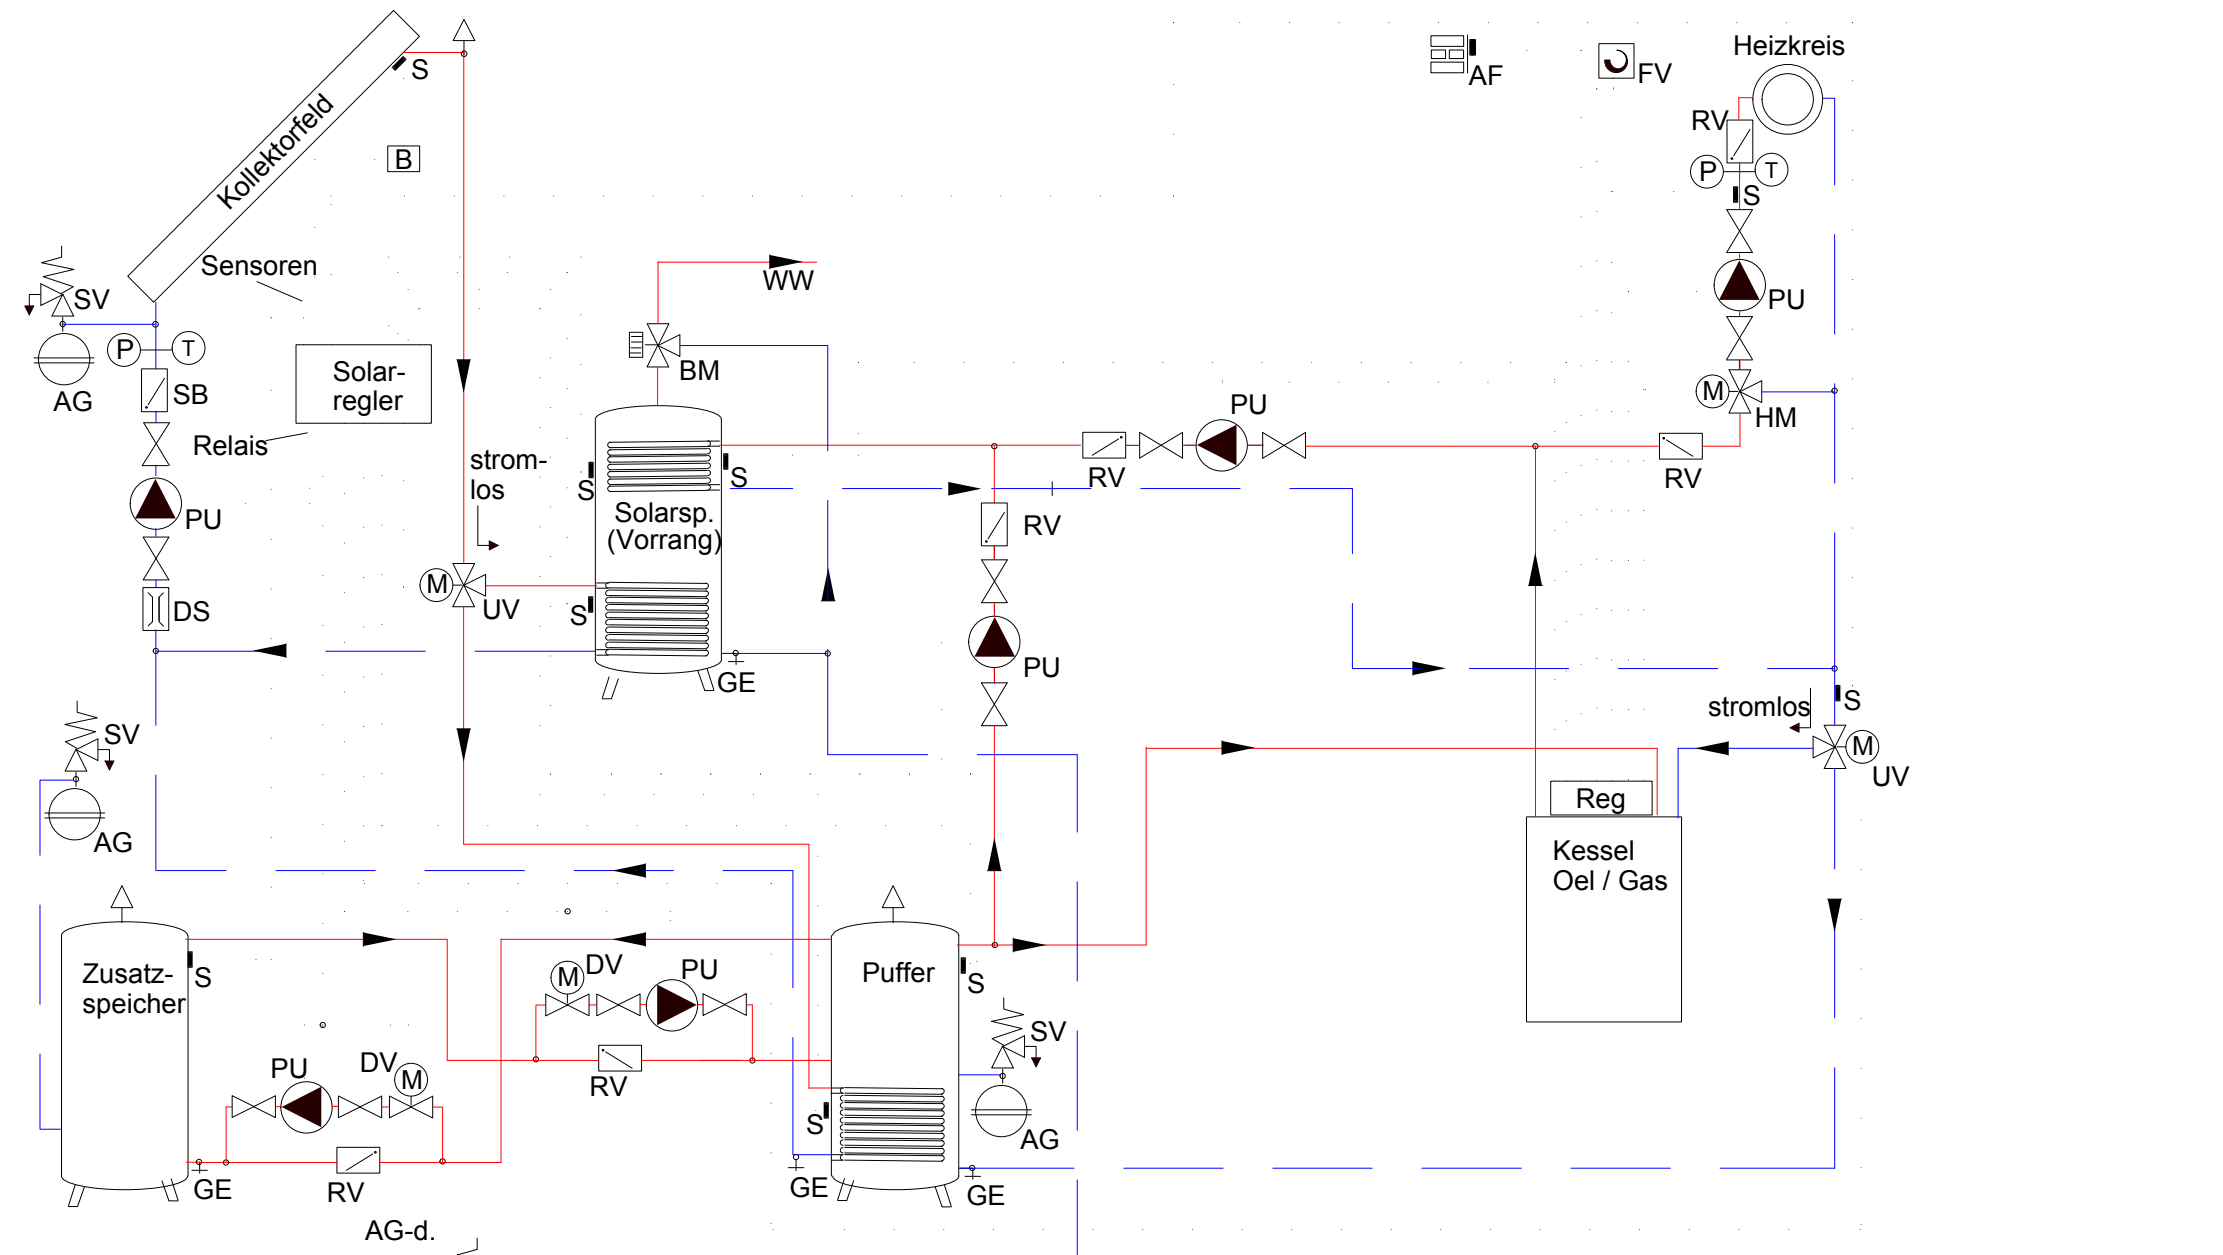 Heizkreis
S
AF
FV
RV
B
Kollektorfeld
P
T
S
Sensoren
WW
SV
PU
P
T
AG
SB
Solar-
regler
BM
M
HM
PU
Relais
strom-
los
S
S
RV
RV
PU
Solarsp.
(Vorrang)
RV
M
UV
S
DS
PU
GE
S
stromlos
SV
M
UV
Reg
AG
Kessel
Oel / Gas
Zusatz-
speicher
S
M
DV
PU
Puffer
S
SV
PU
DV
M
RV
S
AG
GE
RV
GE
GE
AG-d.